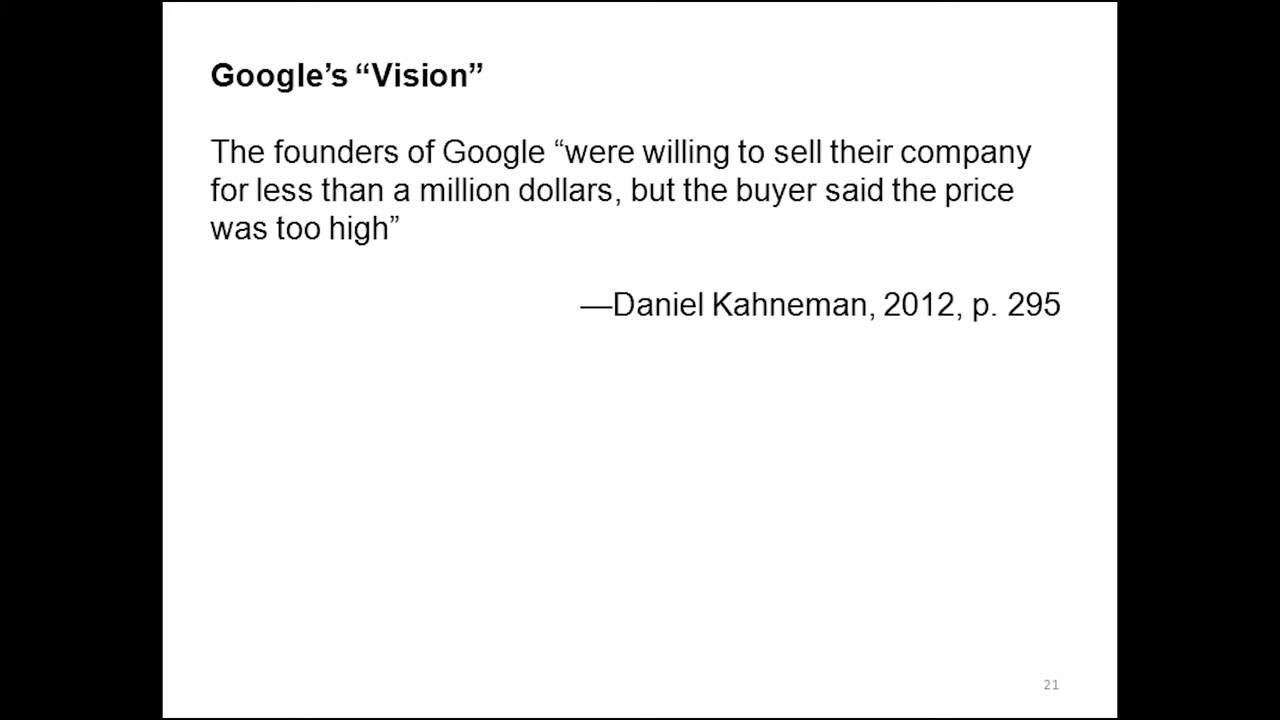 Google’s “Vision”
The founders of Google “were willing to sell their company
for less than a million dollars, but the buyer said the price
was too high”
—Daniel Kahneman, 2012, p. 295
21